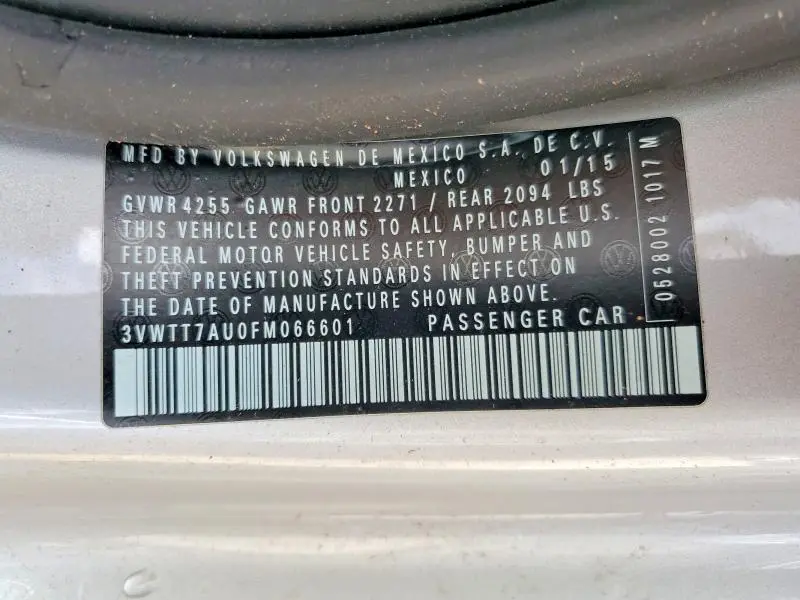 MFD BY VOLKSWAGEN DE MEXICO S.A. DE C.V.
MEXICO 01/15
GVWR 4255 GAWR FRONT 2271 / REAR 2094 LBS
THIS VEHICLE CONFORMS TO ALL APPLICABLE U.S.
FEDERAL MOTOR VEHICLE SAFETY, BUMPER AND
THEFT PREVENTION STANDARDS IN EFFECT ON
THE DATE OF MANUFACTURE SHOWN ABOVE.
3VWTT7AU0FM066601 PASSENGER CAR
0528002 1017 M